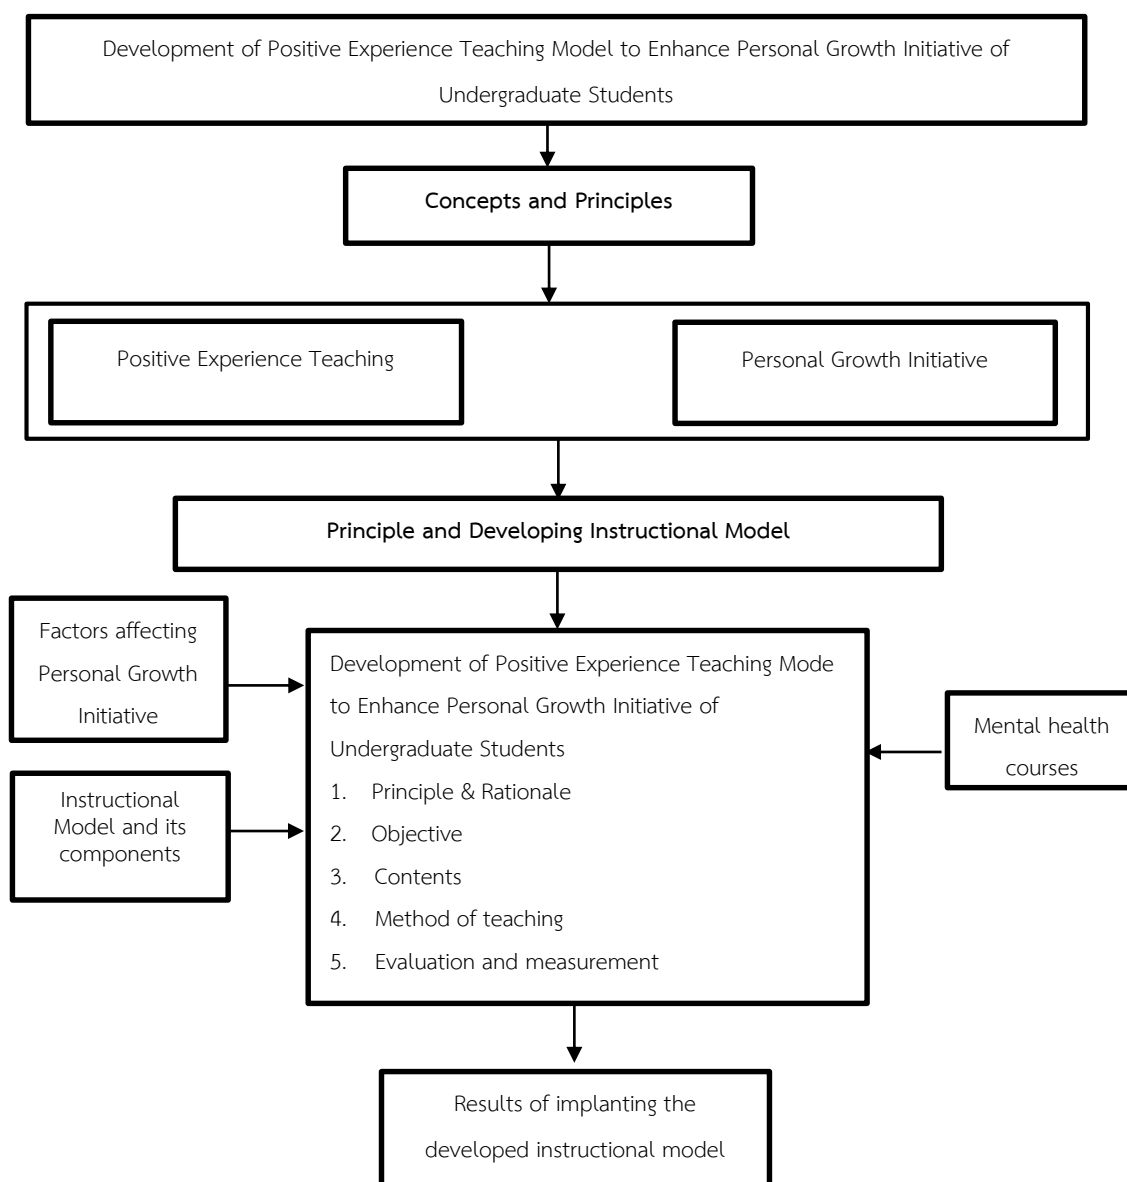 Development of Positive Experience Teaching Model to Enhance Personal Growth Initiative of
Undergraduate Students
Concepts and Principles
Positive Experience Teaching
Personal Growth Initiative
Principle and Developing Instructional Model
Factors affecting
Personal Growth
Initiative
Instructional
Model and its
components
Development of Positive Experience Teaching Mode
to Enhance Personal Growth Initiative of
Undergraduate Students
1. Principle & Rationale
2. Objective
3. Contents
4. Method of teaching
5. Evaluation and measurement
Mental health
courses
Results of implanting the
developed instructional model